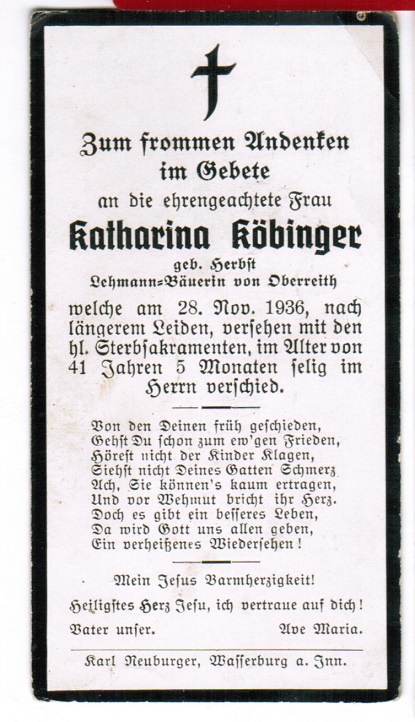 Zum frommen Andenken
im Gebete
an die ehrengeachtete Frau
Katharina Köbinger
geb. Herbst
Lehmann=Bäuerin von Oberreith
welche am 28. Nov. 1936, nach
längerem Leiden, versehen mit den
hl. Sterbsakramenten, im Alter von
41 Jahren 5 Monaten selig im
Herrn verschied.
Von den Deinen früh geschieden,
Gehst Du schon zum ew'gen Frieden,
Hörest nicht der Kinder Klagen,
Siehst nicht Deines Gatten Schmerz
Ach, Sie können's kaum ertragen,
Und vor Wehmut bricht ihr Herz.
Doch es gibt ein besseres Leben,
Da wird Gott uns allen geben,
Ein verheißenes Wiedersehen!
Mein Jesus Barmherzigkeit!
Heiligstes Herz Jesu, ich vertraue auf dich!
Vater unser. Ave Maria.
Karl Neuburger, Wasserburg a. Inn.